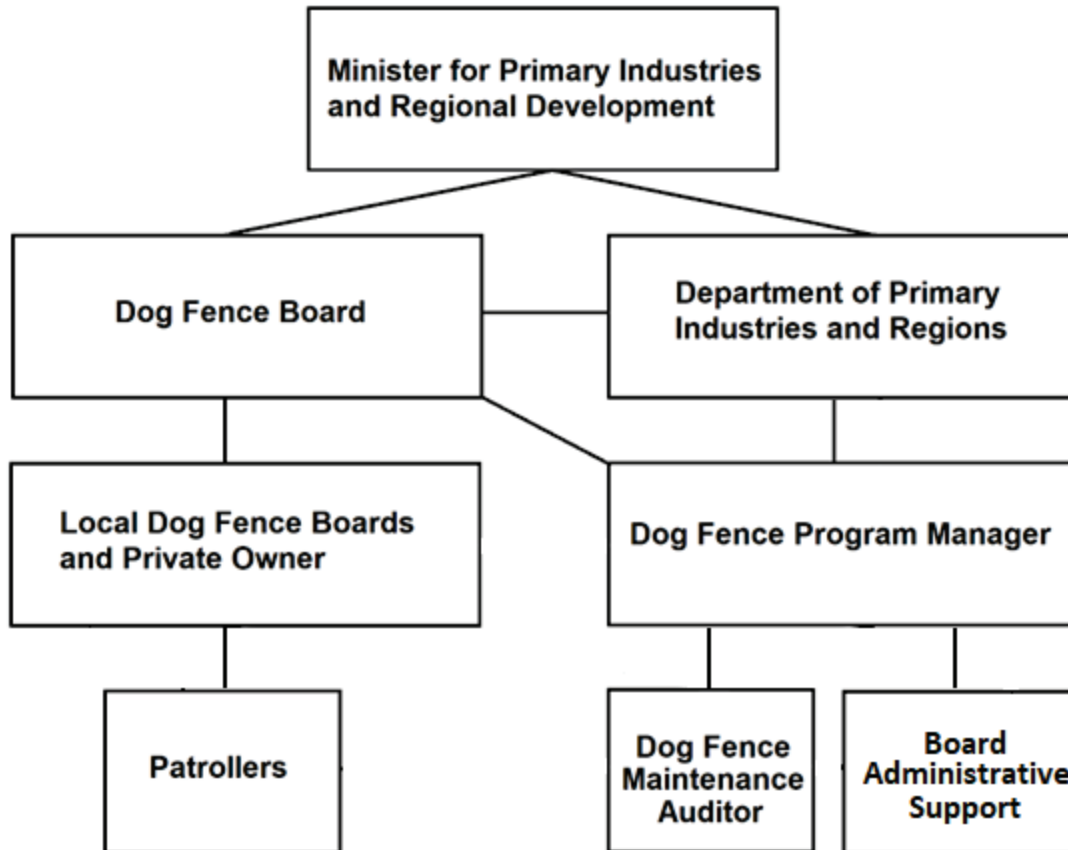 Minister for Primary Industries
and Regional Development
Dog Fence Board
Department of Primary
Industries and Regions
Local Dog Fence Boards
and Private Owner
Dog Fence Program Manager
Patrollers
Dog Fence
Maintenance
Auditor
Board
Administrative
Support